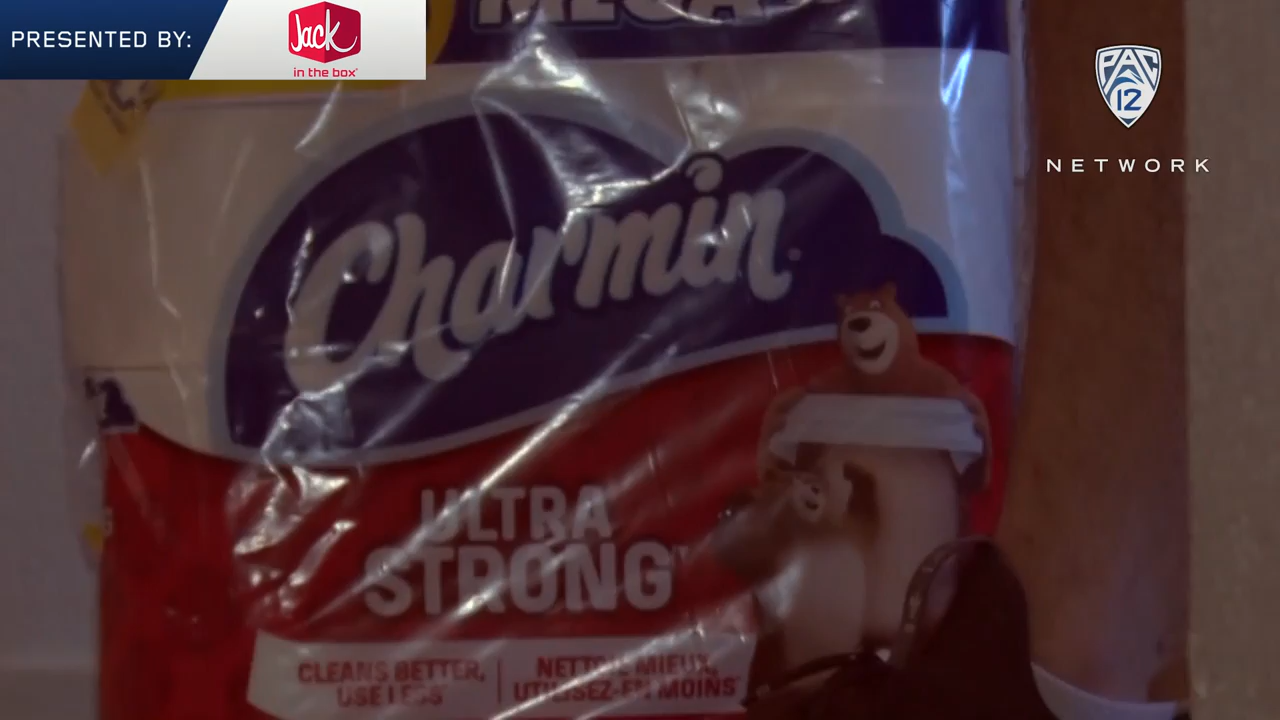 PRESENTED BY:
Jack
in the box
PAC
12
NETWORK
MEGA
Charmin
ULTRA
STRONG
CLEANS BETTER,
USE LESS
NETTOIE MIEUX,
UTILISEZ-EN MOINS